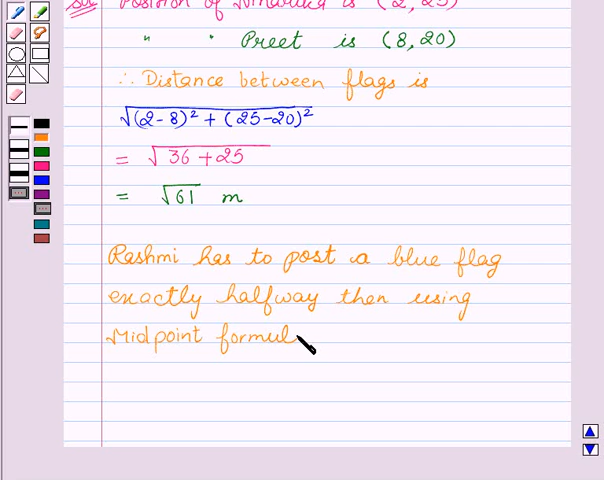 Sol Position of Niharika is (2,25)
" " Preet is (8,20)
∴ Distance between flags is
√(2-8)² + (25-20)²
= √36+25
= √61 m
Rashmi has to post a blue flag
exactly halfway then using
Midpoint formul